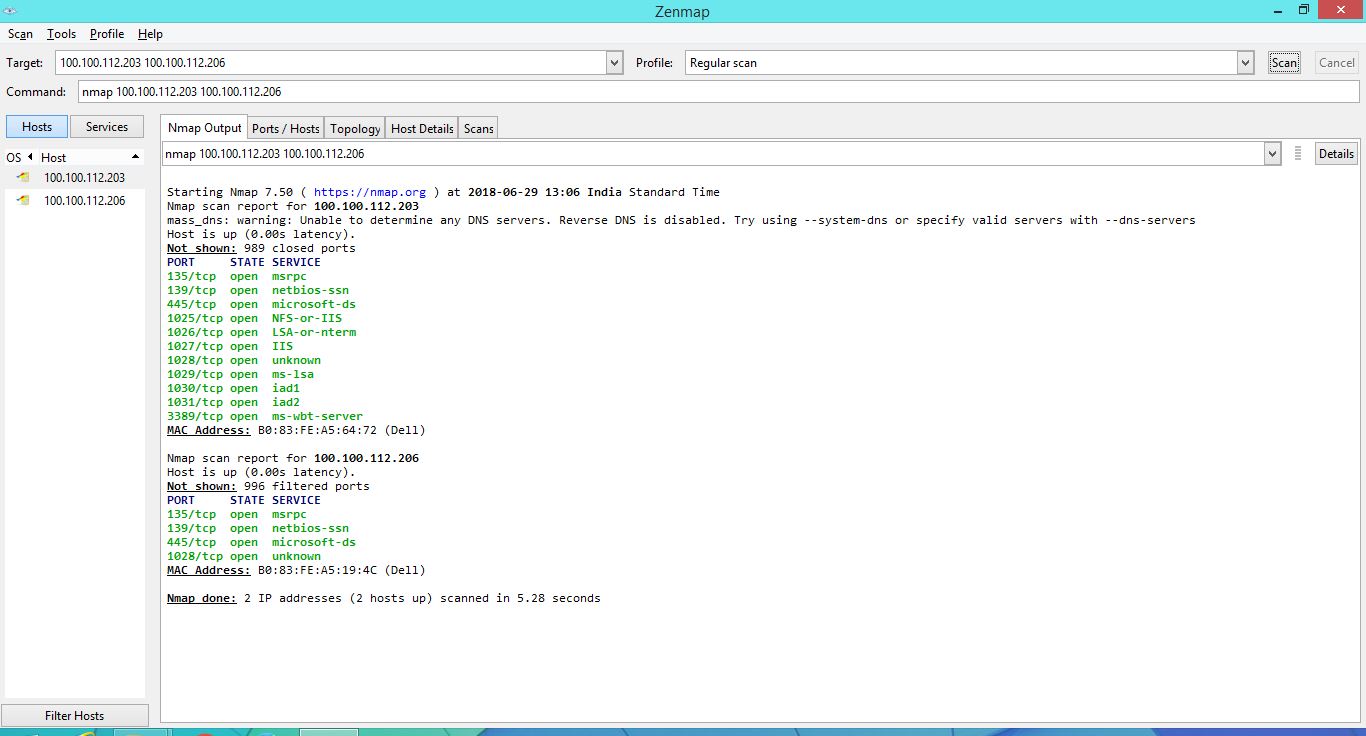 Zenmap
Scan Tools Profile Help
Target: 100.100.112.203 100.100.112.206 Profile: Regular scan Scan Cancel
Command: nmap 100.100.112.203 100.100.112.206
Hosts Services
Nmap Output Ports / Hosts Topology Host Details Scans
OS Host
100.100.112.203
100.100.112.206
nmap 100.100.112.203 100.100.112.206 Details
Starting Nmap 7.50 ( https://nmap.org ) at 2018-06-29 13:06 India Standard Time
Nmap scan report for 100.100.112.203
mass_dns: warning: Unable to determine any DNS servers. Reverse DNS is disabled. Try using --system-dns or specify valid servers with --dns-servers
Host is up (0.00s latency).
Not shown: 989 closed ports
PORT STATE SERVICE
135/tcp open msrpc
139/tcp open netbios-ssn
445/tcp open microsoft-ds
1025/tcp open NFS-or-IIS
1026/tcp open LSA-or-nterm
1027/tcp open IIS
1028/tcp open unknown
1029/tcp open ms-lsa
1030/tcp open iad1
1031/tcp open iad2
3389/tcp open ms-wbt-server
MAC Address: B0:83:FE:A5:64:72 (Dell)
Nmap scan report for 100.100.112.206
Host is up (0.00s latency).
Not shown: 996 filtered ports
PORT STATE SERVICE
135/tcp open msrpc
139/tcp open netbios-ssn
445/tcp open microsoft-ds
1028/tcp open unknown
MAC Address: B0:83:FE:A5:19:4C (Dell)
Nmap done: 2 IP addresses (2 hosts up) scanned in 5.28 seconds
Filter Hosts